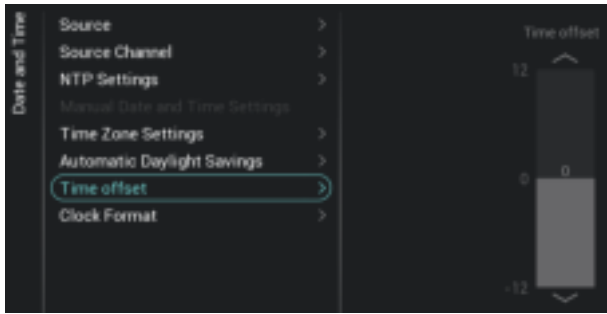 Date and Time
Source
Source Channel
NTP Settings
Manual Date and Time Settings
Time Zone Settings
Automatic Daylight Savings
Time offset
Clock Format
Time offset
12
0
0
-12